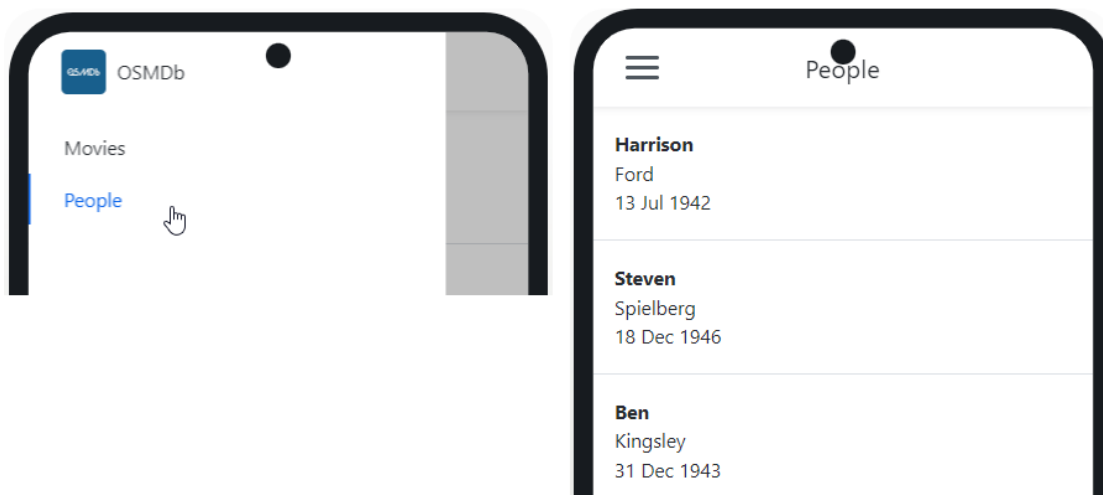 OSMDb
OSMDb
Movies
People
People
Harrison
Ford
13 Jul 1942
Steven
Spielberg
18 Dec 1946
Ben
Kingsley
31 Dec 1943